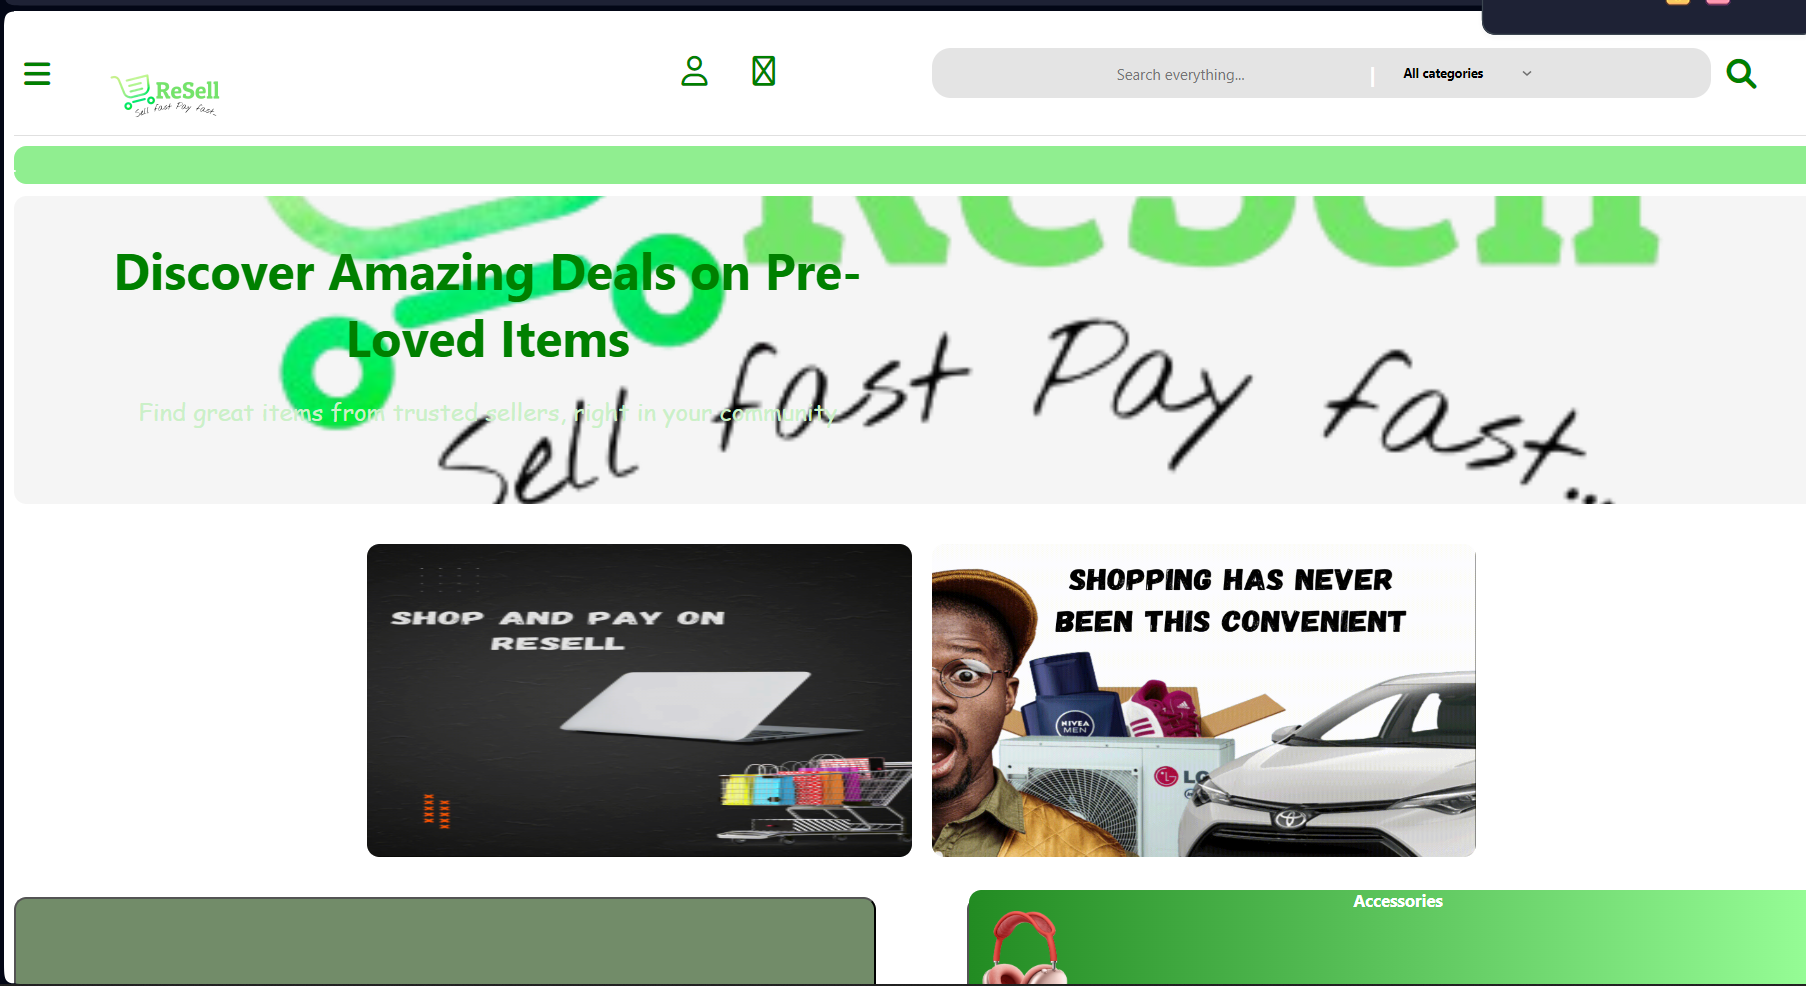 ReSell
Sell fast Pay fast...
Search everything...
All categories
ReSell
Discover Amazing Deals on Pre-
Loved Items
Find great items from trusted sellers, right in your community
Sell fast Pay fast...
SHOP AND PAY ON
RESELL
SHOPPING HAS NEVER
BEEN THIS CONVENIENT
NIVEA
MEN
LG
Accessories